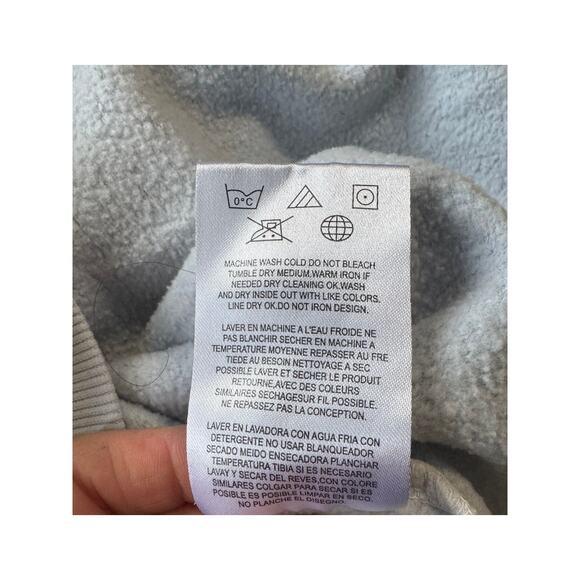 0°C
MACHINE WASH COLD DO NOT BLEACH
TUMBLE DRY MEDIUM.WARM IRON IF
NEEDED DRY CLEANING OK.WASH
AND DRY INSIDE OUT WITH LIKE COLORS.
LINE DRY OK.DO NOT IRON DESIGN.
LAVER EN MACHINE A L'EAU FROIDE NE
PAS BLANCHIR SECHER EN MACHINE A
TEMPERATURE MOYENNE REPASSER AU FRE
TIEDE AU BESOIN NETTOYAGE A SEC
POSSIBLE LAVER ET SECHER LE PRODUIT
RETOURNE,AVEC DES COULEURS
SIMILAIRES SECHAGESUR FIL POSSIBLE.
NE REPASSEZ PAS LA CONCEPTION.
LAVER EN LAVADORA CON AGUA FRIA CON
DETERGENTE NO USAR BLANQUEADOR
SECADO MEIDO EN SECADORA PLANCHAR
TEMPERATURA TIBIA SI ES NECESARIO
LAVAY Y SECAR DEL REVES,CON COLORE
SIMILARES COLGAR PARA SECAR SI ES
POSIBLE ES POSIBLE LIMPAR EN SECO.
NO PLANCHE EL DISEGNO.